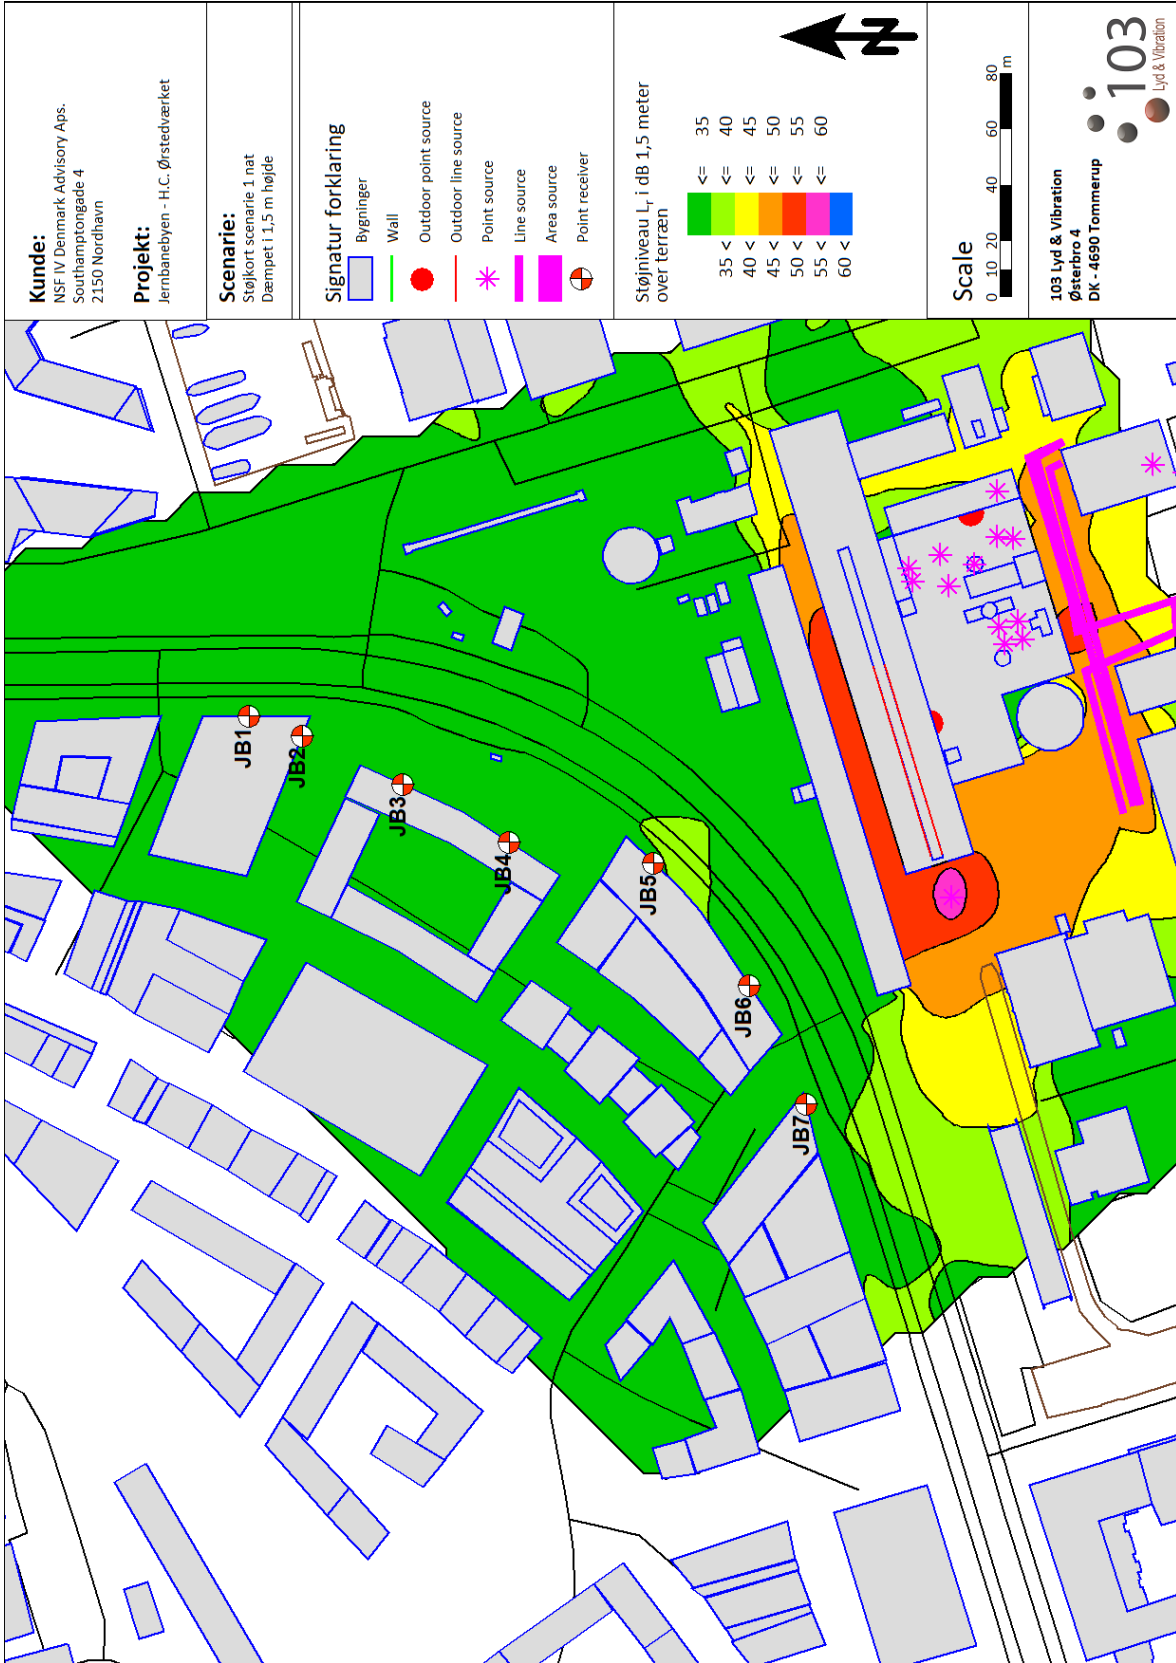 Kunde:
NSF IV Denmark Advisory Aps.
Southamptongade 4
2150 Nordhavn
Projekt:
Jernbanebyen - H.C. Ørstedværket
Scenarie:
Støjkort scenarie 1 nat
Dæmpet i 1,5 m højde
Signatur forklaring
Bygninger
Wall
Outdoor point source
Outdoor line source
Point source
Line source
Area source
Point receiver
Støjniveau Lr i dB 1,5 meter
over terræn
<= 35
35 < <= 40
40 < <= 45
45 < <= 50
50 < <= 55
55 < <= 60
60 <
N
Scale
0 10 20 40 60 80
m
103 Lyd & Vibration
Østerbro 4
DK - 4690 Tommerup
103
Lyd & Vibration
JB1
JB2
JB3
JB4
JB5
JB6
JB7